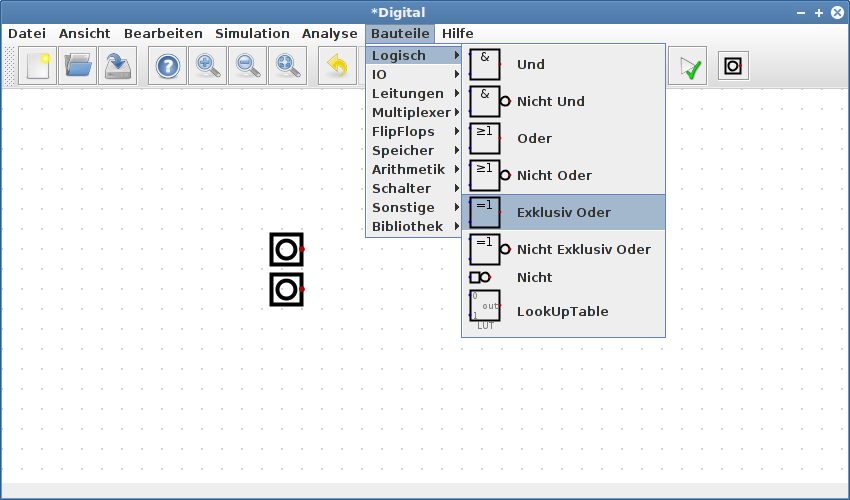 *Digital
Datei Ansicht Bearbeiten Simulation Analyse Bauteile Hilfe
?
Logisch
IO
Leitungen
Multiplexer
FlipFlops
Speicher
Arithmetik
Schalter
Sonstige
Bibliothek
& Und
& Nicht Und
≥1 Oder
≥1 Nicht Oder
=1 Exklusiv Oder
=1 Nicht Exklusiv Oder
Nicht
0
out LookUpTable
1
LUT